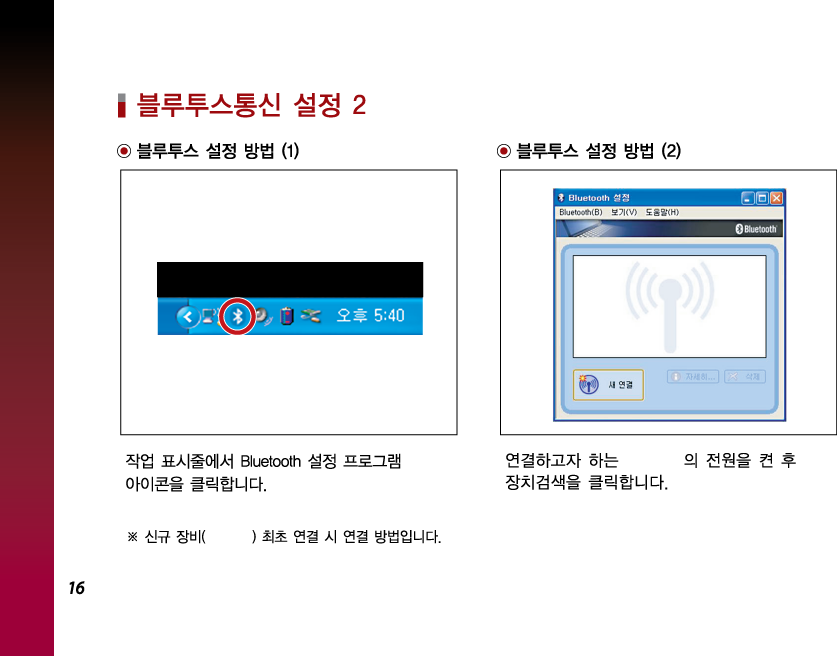 블루투스통신 설정 2
블루투스 설정 방법 (1)
오후 5:40
작업 표시줄에서 Bluetooth 설정 프로그램
아이콘을 클릭합니다.
※ 신규 장비( ) 최초 연결 시 연결 방법입니다.
블루투스 설정 방법 (2)
Bluetooth 설정
Bluetooth(B) 보기(V) 도움말(H)
Bluetooth
새 연결
자세히... 삭제
연결하고자 하는 의 전원을 켠 후
장치검색을 클릭합니다.
16